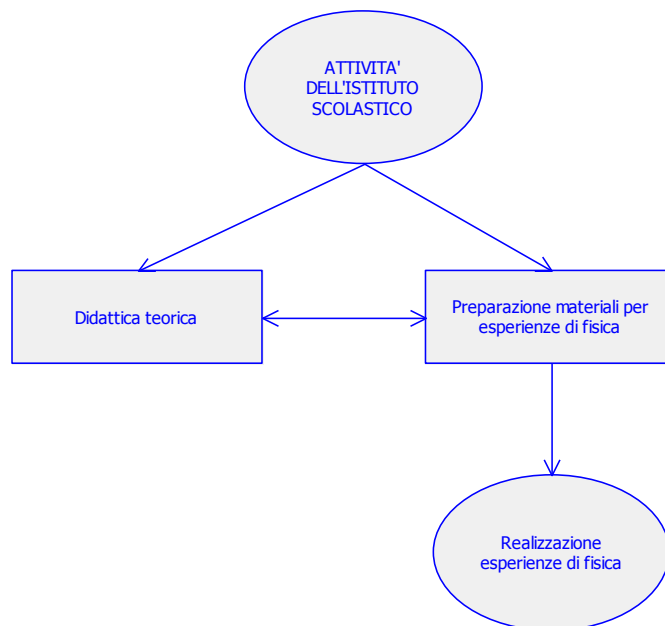 ATTIVITA'
DELL'ISTITUTO
SCOLASTICO
Didattica teorica
Preparazione materiali per
esperienze di fisica
Realizzazione
esperienze di fisica